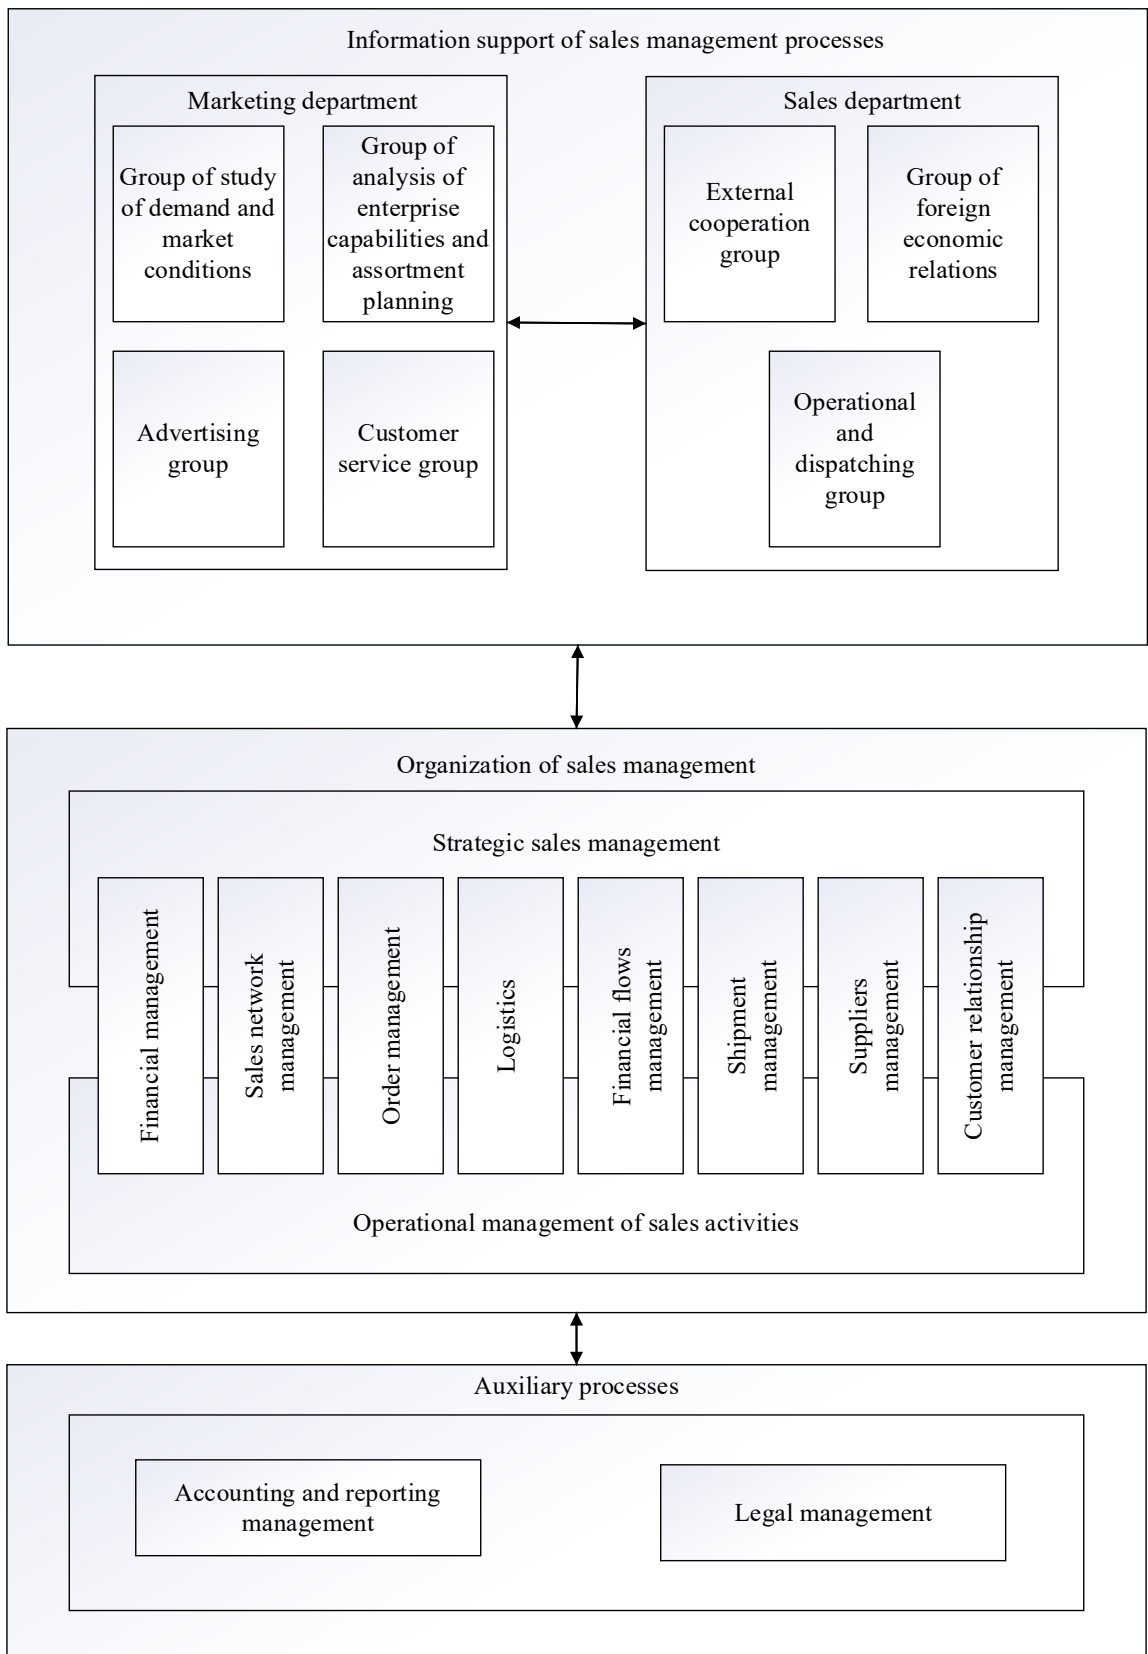 Information support of sales management processes
Marketing department
Group of study
of demand and
market
conditions
Group of
analysis of
enterprise
capabilities and
assortment
planning
Advertising
group
Customer
service group
Sales department
External
cooperation
group
Group of
foreign
economic
relations
Operational
and
dispatching
group
Organization of sales management
Strategic sales management
Financial management
Sales network
management
Order management
Logistics
Financial flows
management
Shipment
management
Suppliers
management
Customer relationship
management
Operational management of sales activities
Auxiliary processes
Accounting and reporting
management
Legal management